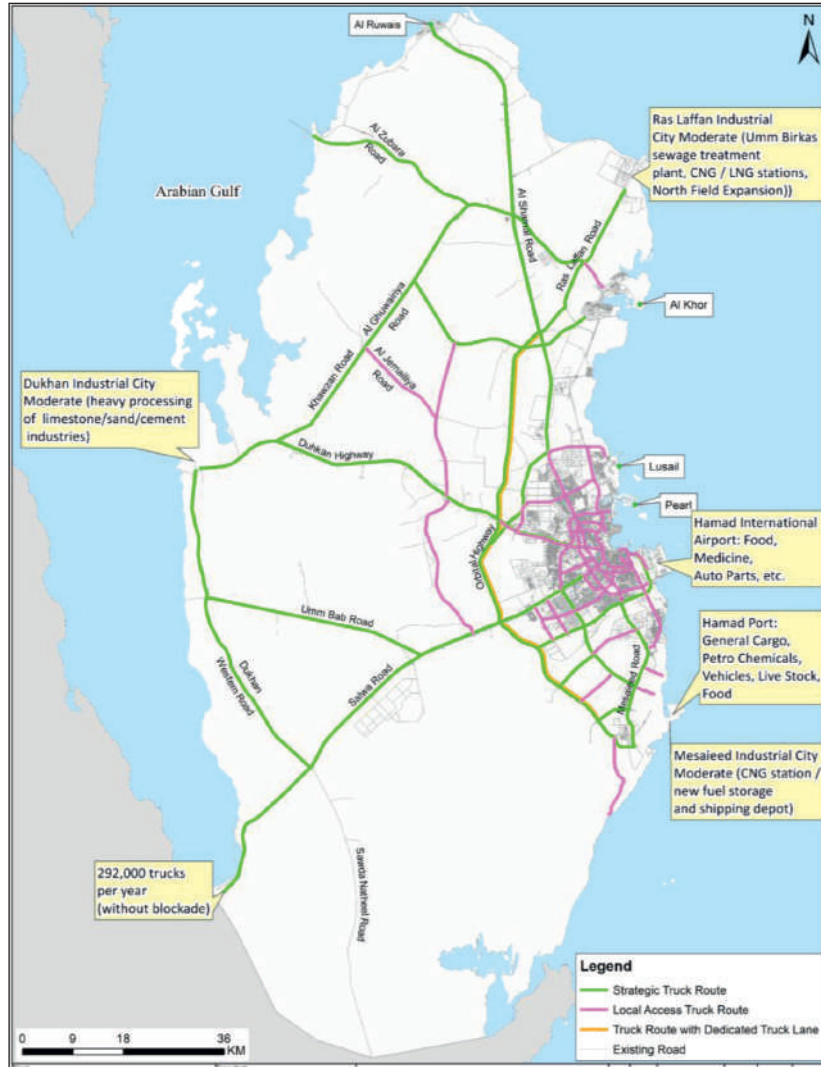 Al Ruwais
N
Ras Laffan Industrial
City Moderate (Umm Birkas
sewage treatment
plant, CNG / LNG stations,
North Field Expansion))
Al Zubara
Road
Arabian Gulf
Al Shamal Road
Ras Laffan Road
Al Khor
Al Ghuwairiya
Road
Al Jemailiya
Road
Khawzan Road
Dukhan Industrial City
Moderate (heavy processing
of limestone/sand/cement
industries)
Duhkan Highway
Lusail
Pearl
Orbital Highway
Hamad International
Airport: Food,
Medicine,
Auto Parts, etc.
Umm Bab Road
Hamad Port:
General Cargo,
Petro Chemicals,
Vehicles, Live Stock,
Food
Dukhan
Western Road
Salwa Road
Mesaieed Road
Mesaieed Industrial City
Moderate (CNG station /
new fuel storage
and shipping depot)
292,000 trucks
per year
(without blockade)
Sawda Natheel Road
Legend
Strategic Truck Route
Local Access Truck Route
Truck Route with Dedicated Truck Lane
Existing Road
0 9 18 36
KM